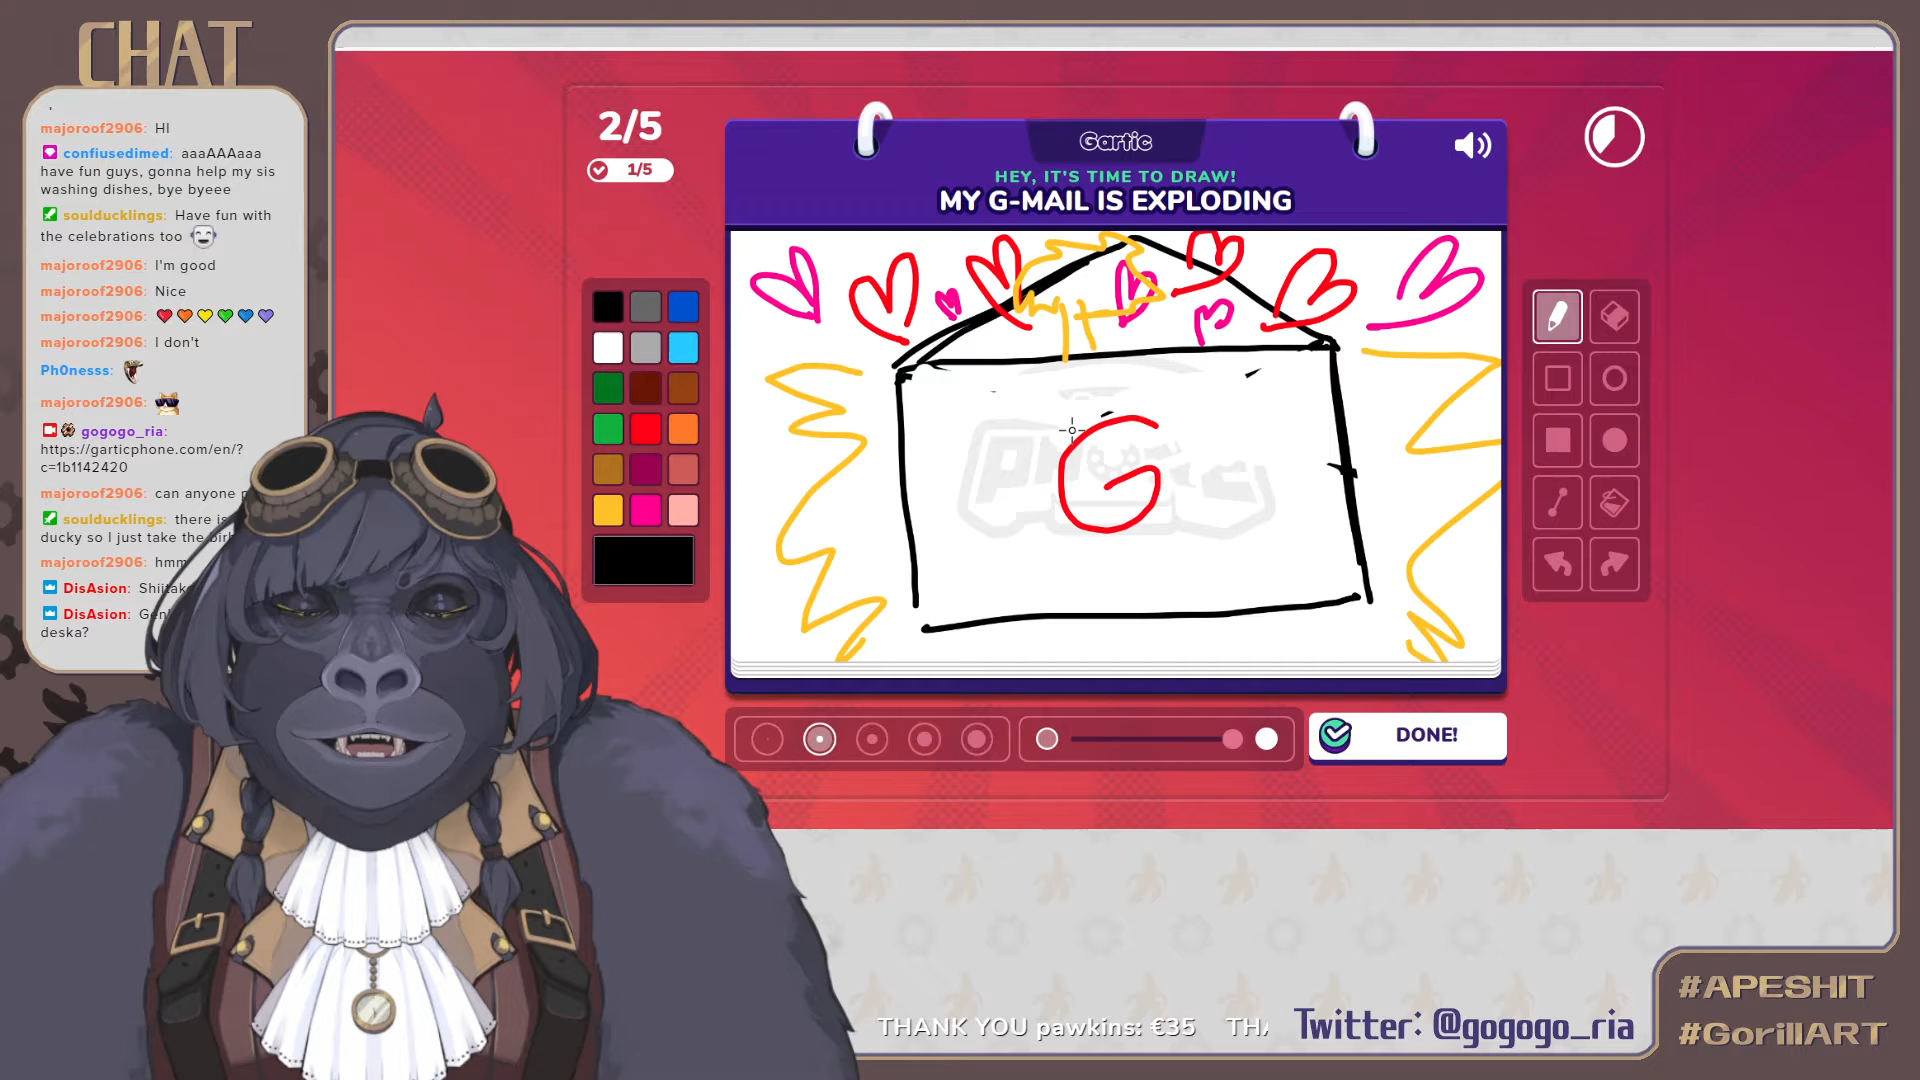 CHAT
majoroof2906: HI
confiusedimed: aaaAAAaaa
have fun guys, gonna help my sis
washing dishes, bye byeee
soulducklings: Have fun with
the celebrations too
majoroof2906: I'm good
majoroof2906: Nice
majoroof2906:
majoroof2906: I don't
Ph0nesss:
majoroof2906:
gogogo_ria:
https://garticphone.com/en/?
c=1b1142420
majoroof2906: can anyone
soulducklings: there is
ducky so I just take the
majoroof2906: hmm
DisAsion:
DisAsion:
deska?
2/5
1/5
Gartic
HEY, IT'S TIME TO DRAW!
MY G-MAIL IS EXPLODING
G
DONE!
THANK YOU pawkins: €35
Twitter: @gogogo_ria
#APESHIT
#GorillART